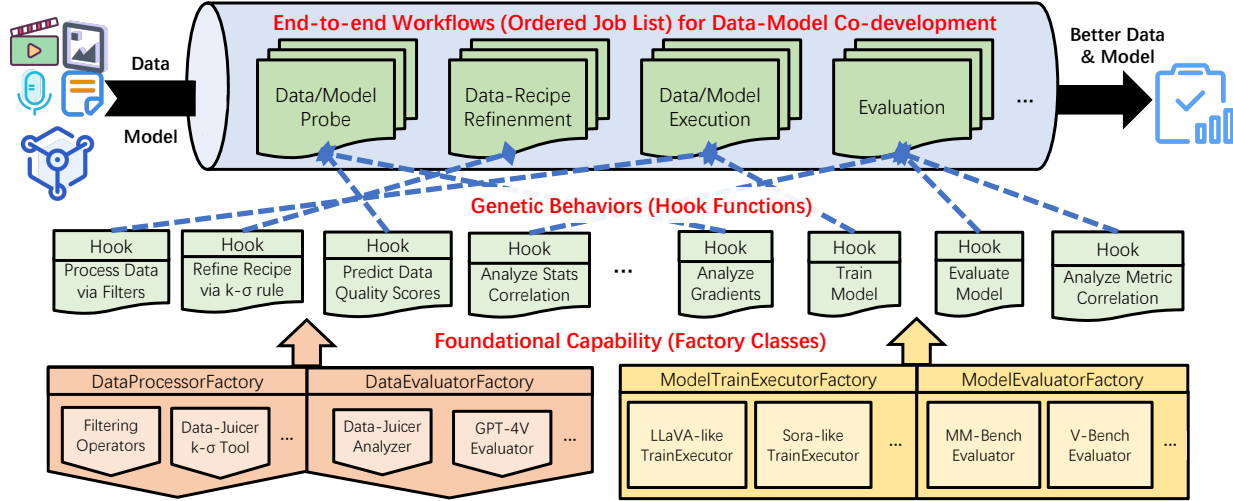 End-to-end Workflows (Ordered Job List) for Data-Model Co-development
Data
Model
Data/Model
Probe
Data-Recipe
Refinenment
Data/Model
Execution
Evaluation
...
Better Data
& Model
Genetic Behaviors (Hook Functions)
Hook
Process Data
via Filters
Hook
Refine Recipe
via k-σ rule
Hook
Predict Data
Quality Scores
Hook
Analyze Stats
Correlation
...
Hook
Analyze
Gradients
Hook
Train
Model
Hook
Evaluate
Model
Hook
Analyze Metric
Correlation
Foundational Capability (Factory Classes)
DataProcessorFactory
Filtering
Operators
Data-Juicer
k-σ Tool
...
DataEvaluatorFactory
Data-Juicer
Analyzer
GPT-4V
Evaluator
...
ModelTrainExecutorFactory
LLaVA-like
TrainExecutor
Sora-like
TrainExecutor
...
ModelEvaluatorFactory
MM-Bench
Evaluator
V-Bench
Evaluator
...